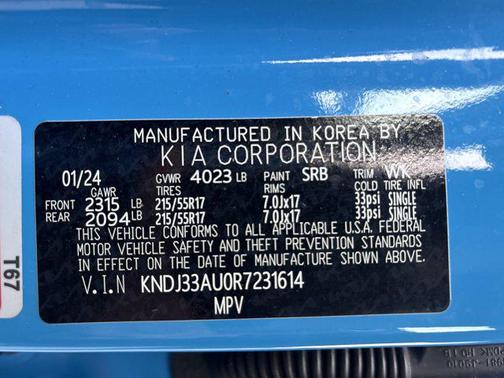 MANUFACTURED IN KOREA BY
KIA CORPORATION
01/24 GVWR 4023 LB PAINT SRB TRIM WK
GAWR TIRES RIMS COLD TIRE INFL
FRONT 2315 LB 215/55R17 7.0Jx17 33psi SINGLE
REAR 2094 LB 215/55R17 7.0Jx17 33psi SINGLE
THIS VEHICLE CONFORMS TO ALL APPLICABLE U.S.A. FEDERAL
MOTOR VEHICLE SAFETY AND THEFT PREVENTION STANDARDS
IN EFFECT ON THE DATE OF MANUFACTURE SHOWN ABOVE.
V.I.N KNDJ33AU0R7231614
MPV
T67